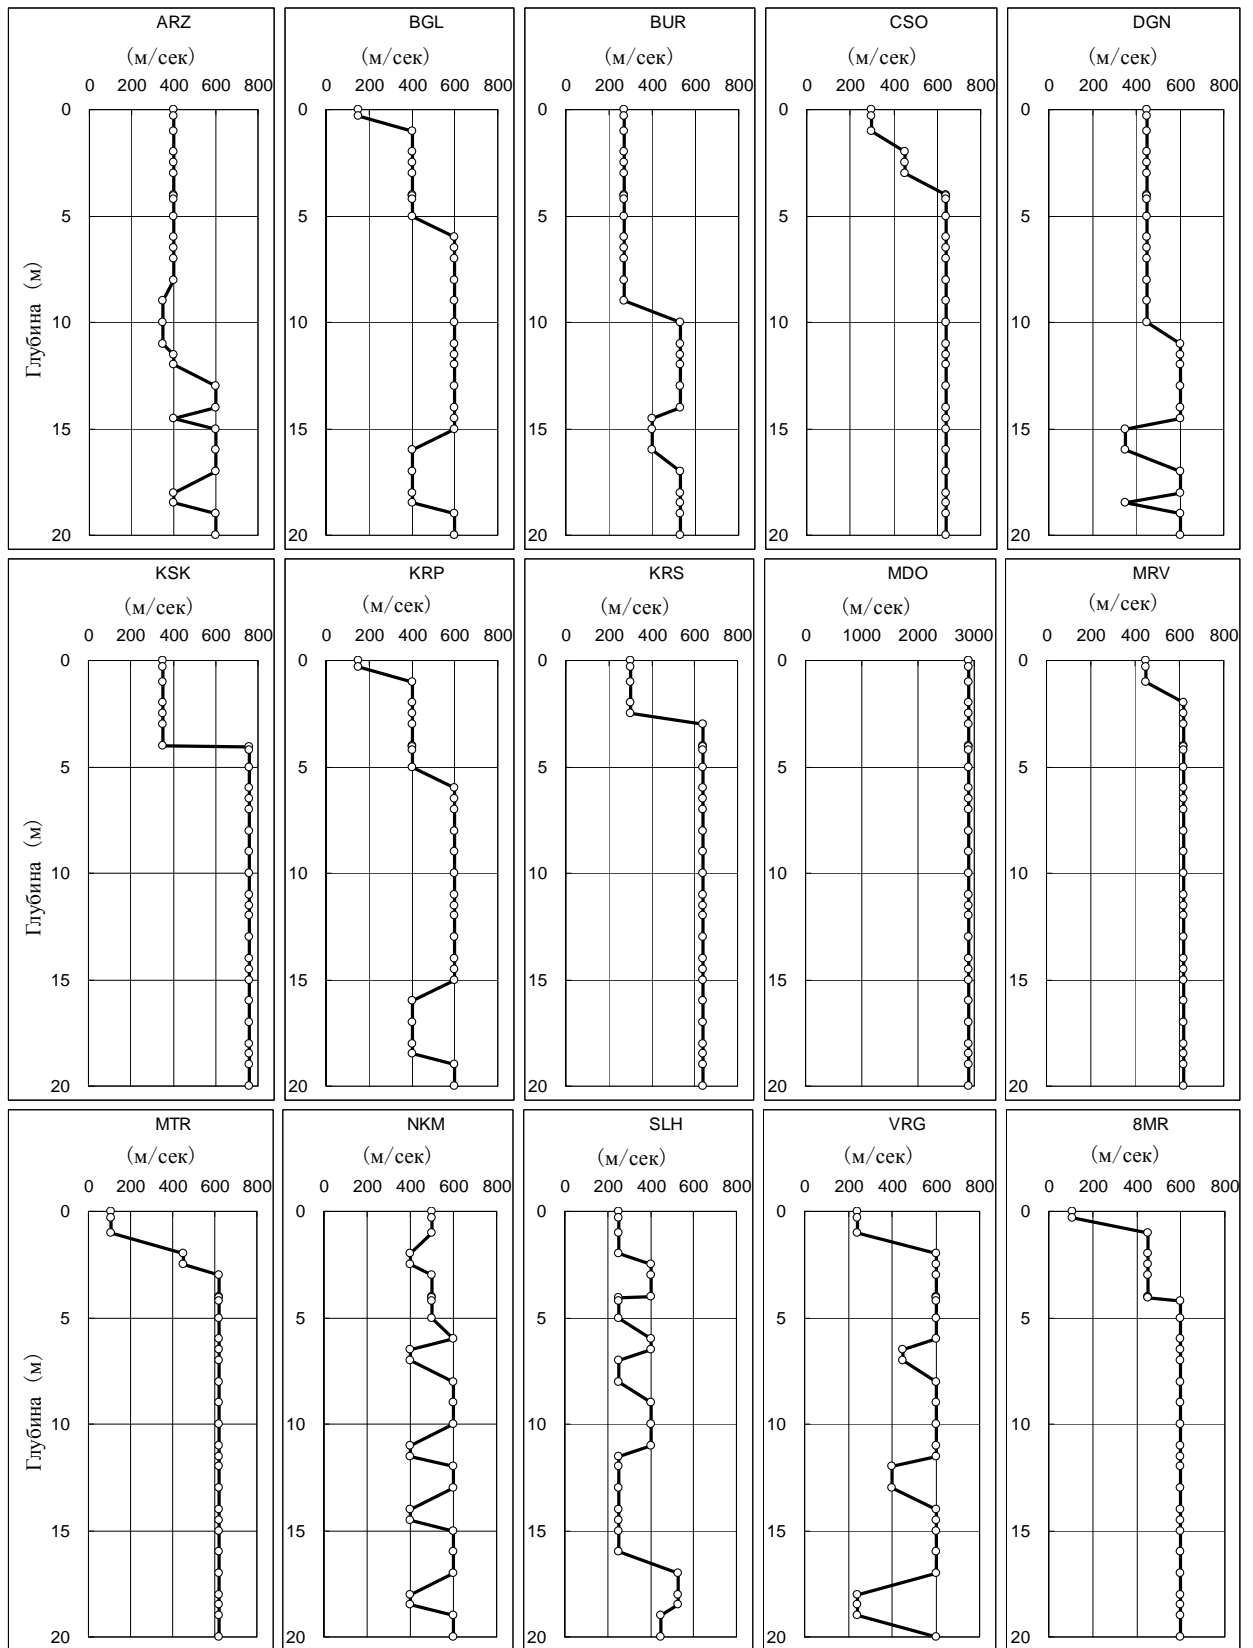 ARZ BGL BUR CSO DGN
(м/сек) (м/сек) (м/сек) (м/сек) (м/сек)
0 200 400 600 800 0 200 400 600 800 0 200 400 600 800 0 200 400 600 800 0 200 400 600 800
0 0 0 0 0
5 5 5 5 5
Глубина (м)
10 10 10 10 10
15 15 15 15 15
20 20 20 20 20
KSK KRP KRS MDO MRV
(м/сек) (м/сек) (м/сек) (м/сек) (м/сек)
0 200 400 600 800 0 200 400 600 800 0 200 400 600 800 0 1000 2000 3000 0 200 400 600 800
0 0 0 0 0
5 5 5 5 5
Глубина (м)
10 10 10 10 10
15 15 15 15 15
20 20 20 20 20
MTR NKM SLH VRG 8MR
(м/сек) (м/сек) (м/сек) (м/сек) (м/сек)
0 200 400 600 800 0 200 400 600 800 0 200 400 600 800 0 200 400 600 800 0 200 400 600 800
0 0 0 0 0
5 5 5 5 5
Глубина (м)
10 10 10 10 10
15 15 15 15 15
20 20 20 20 20